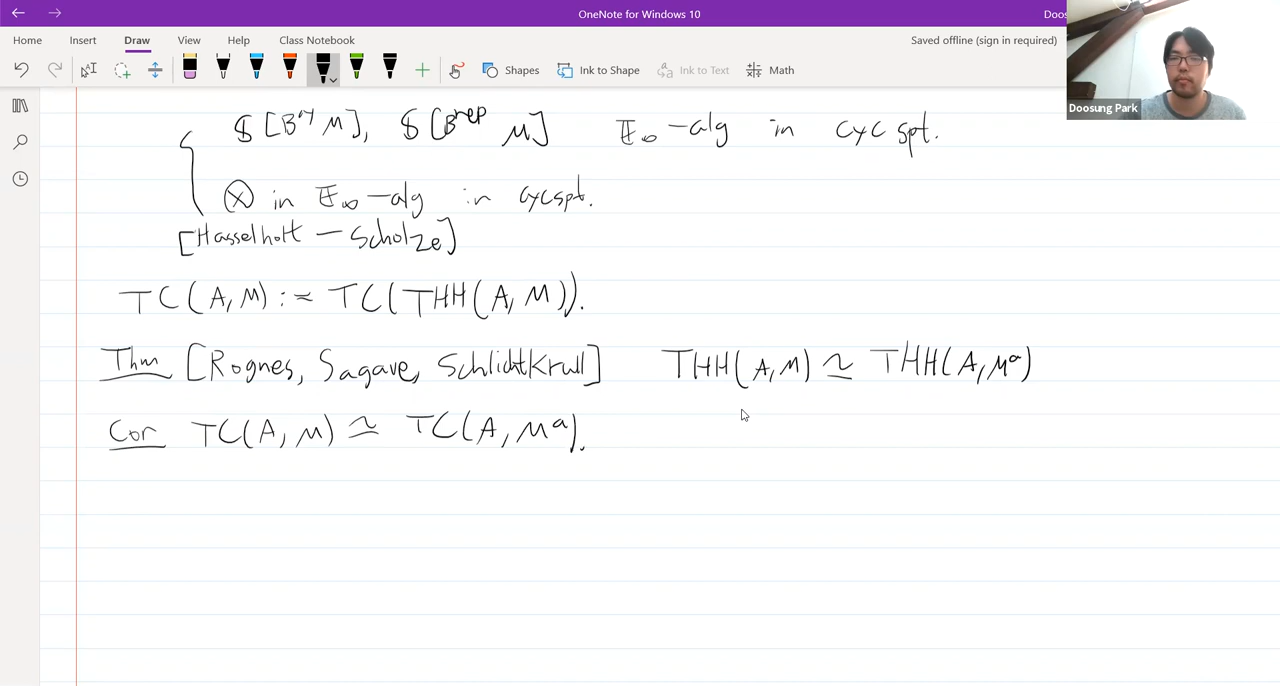 OneNote for Windows 10
Doosu
Home Insert Draw View Help Class Notebook
Saved offline (sign in required)
Shapes Ink to Shape Ink to Text Math
Doosung Park
𝕊[B^cy M], 𝕊[B^rep M] 𝔼∞-alg in cyc spt.
⊗ in 𝔼∞-alg in cycspt.
[Hesselholt - Scholze]
TC(A, M) := TC(THH(A, M)).
Thm [Rognes, Sagave, Schlichtkrull] THH(A, M) ≃ THH(A, M^a)
Cor TC(A, M) ≃ TC(A, M^a).